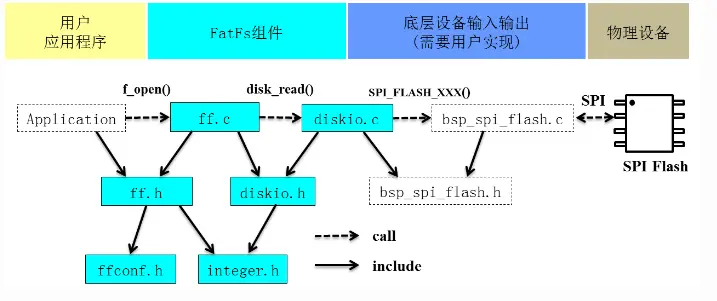 用户
应用程序
FatFs组件
底层设备输入输出
(需要用户实现)
物理设备
f_open()
disk_read()
SPI_FLASH_XXX()
SPI
Application
ff.c
diskio.c
bsp_spi_flash.c
SPI Flash
ff.h
diskio.h
bsp_spi_flash.h
call
ffconf.h
integer.h
include